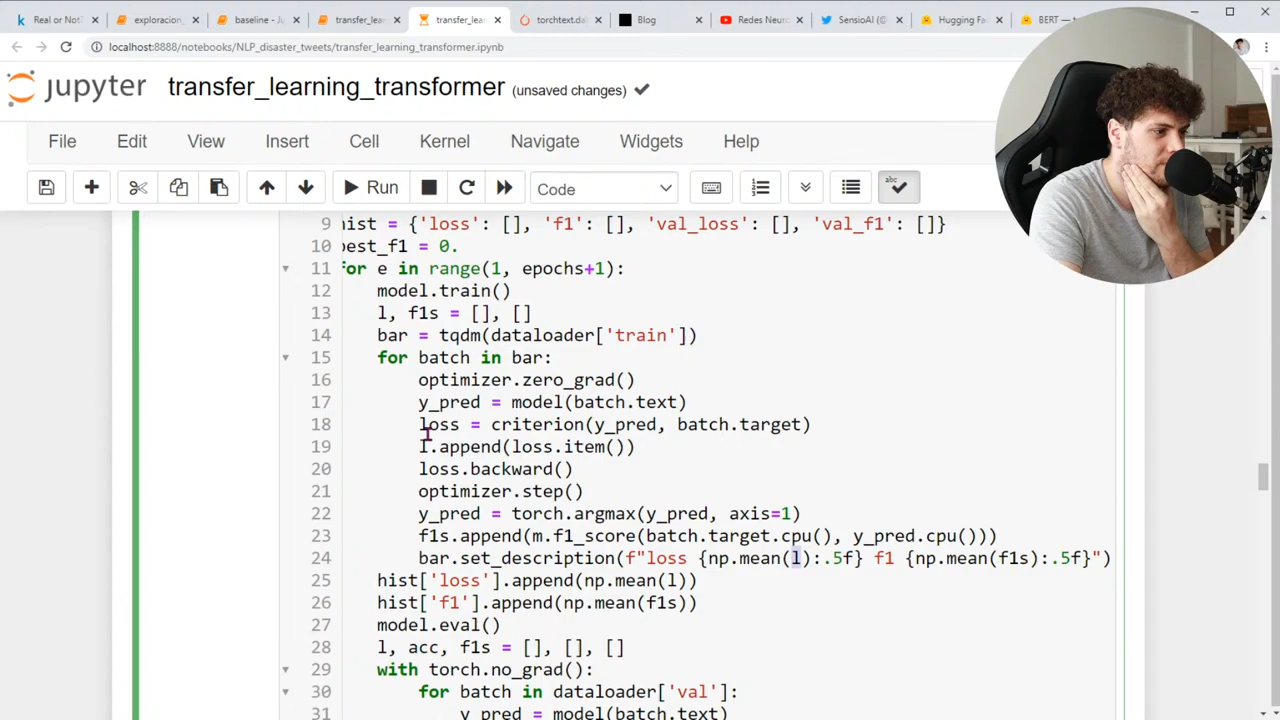 Real or Not?
exploracion_
baseline - Ju
transfer_lea
transfer_lea
torchtext.da
Blog
Redes Neur
SensioAI (@
Hugging Fa
BERT —
localhost:8888/notebooks/NLP_disaster_tweets/transfer_learning_transformer.ipynb
jupyter transfer_learning_transformer (unsaved changes)
File Edit View Insert Cell Kernel Navigate Widgets Help
Run Code abc
9 hist = {'loss': [], 'f1': [], 'val_loss': [], 'val_f1': []}
10 best_f1 = 0.
11 for e in range(1, epochs+1):
12 model.train()
13 l, f1s = [], []
14 bar = tqdm(dataloader['train'])
15 for batch in bar:
16 optimizer.zero_grad()
17 y_pred = model(batch.text)
18 loss = criterion(y_pred, batch.target)
19 l.append(loss.item())
20 loss.backward()
21 optimizer.step()
22 y_pred = torch.argmax(y_pred, axis=1)
23 f1s.append(m.f1_score(batch.target.cpu(), y_pred.cpu()))
24 bar.set_description(f"loss {np.mean(l):.5f} f1 {np.mean(f1s):.5f}")
25 hist['loss'].append(np.mean(l))
26 hist['f1'].append(np.mean(f1s))
27 model.eval()
28 l, acc, f1s = [], [], []
29 with torch.no_grad():
30 for batch in dataloader['val']:
31 y_pred = model(batch.text)